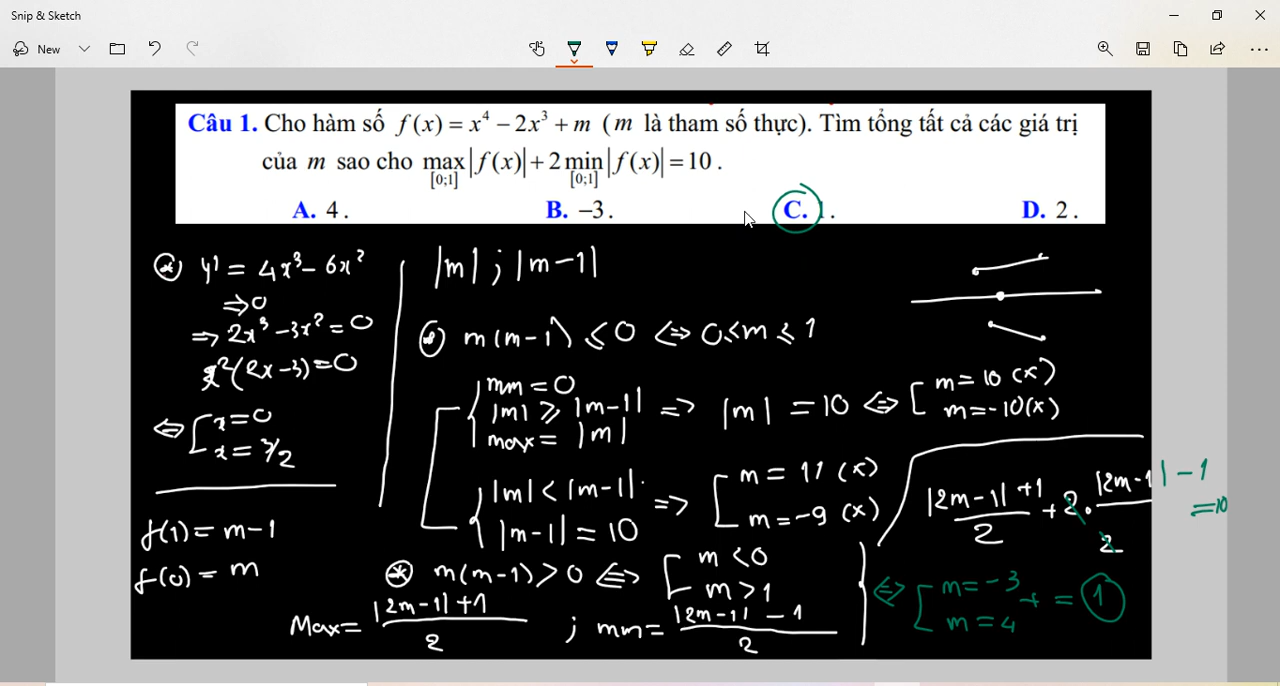 Snip & Sketch
New
Câu 1. Cho hàm số f(x) = x⁴ − 2x³ + m ( m là tham số thực). Tìm tổng tất cả các giá trị
của m sao cho max|f(x)| + 2 min|f(x)| = 10 .
[0;1] [0;1]
A. 4 . B. −3 . C. 1 . D. 2 .
(*) y' = 4x³ − 6x²
⇒ 0
⇒ 2x³ − 3x² = 0
x²(2x − 3) = 0
⇔ [ x = 0
x = 3/2
f(1) = m − 1
f(0) = m
|m| ; |m − 1|
(*) m(m − 1) ≤ 0 ⇔ 0 ≤ m ≤ 1
min = 0
|m| ≥ |m − 1| ⇒ |m| = 10 ⇔ [ m = 10 (x)
max = |m|
m = −10 (x)
|m| < |m − 1| ⇒ [ m = 11 (x)
|m − 1| = 10
m = −9 (x)
(*) m(m − 1) > 0 ⇔ [ m < 0
m > 1
Max = |2m − 1| + 1 / 2 ; min = |2m − 1| − 1 / 2
|2m − 1| + 1 / 2 + 2 . |2m − 1| − 1 / 2 = 10
⇔ [ m = −3
m = 4
+ = 1